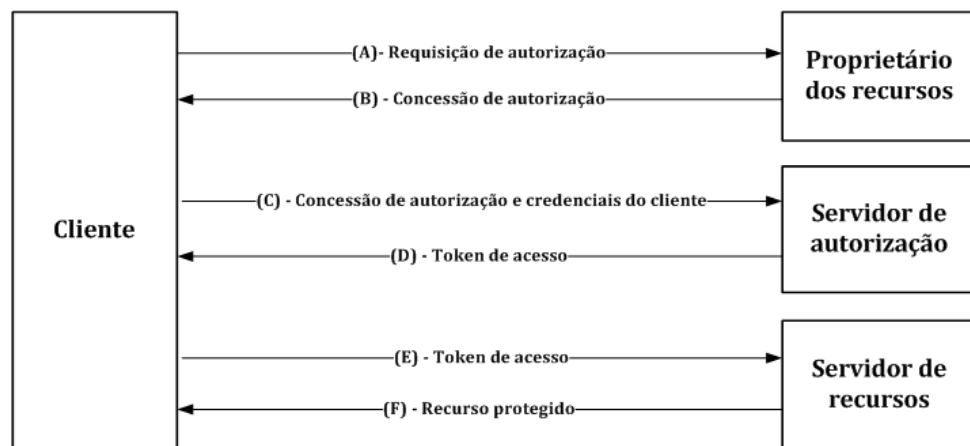 (A)- Requisição de autorização
Proprietário
dos recursos
(B) - Concessão de autorização
(C) - Concessão de autorização e credenciais do cliente
Cliente
Servidor de
autorização
(D) - Token de acesso
(E) - Token de acesso
Servidor de
recursos
(F) - Recurso protegido